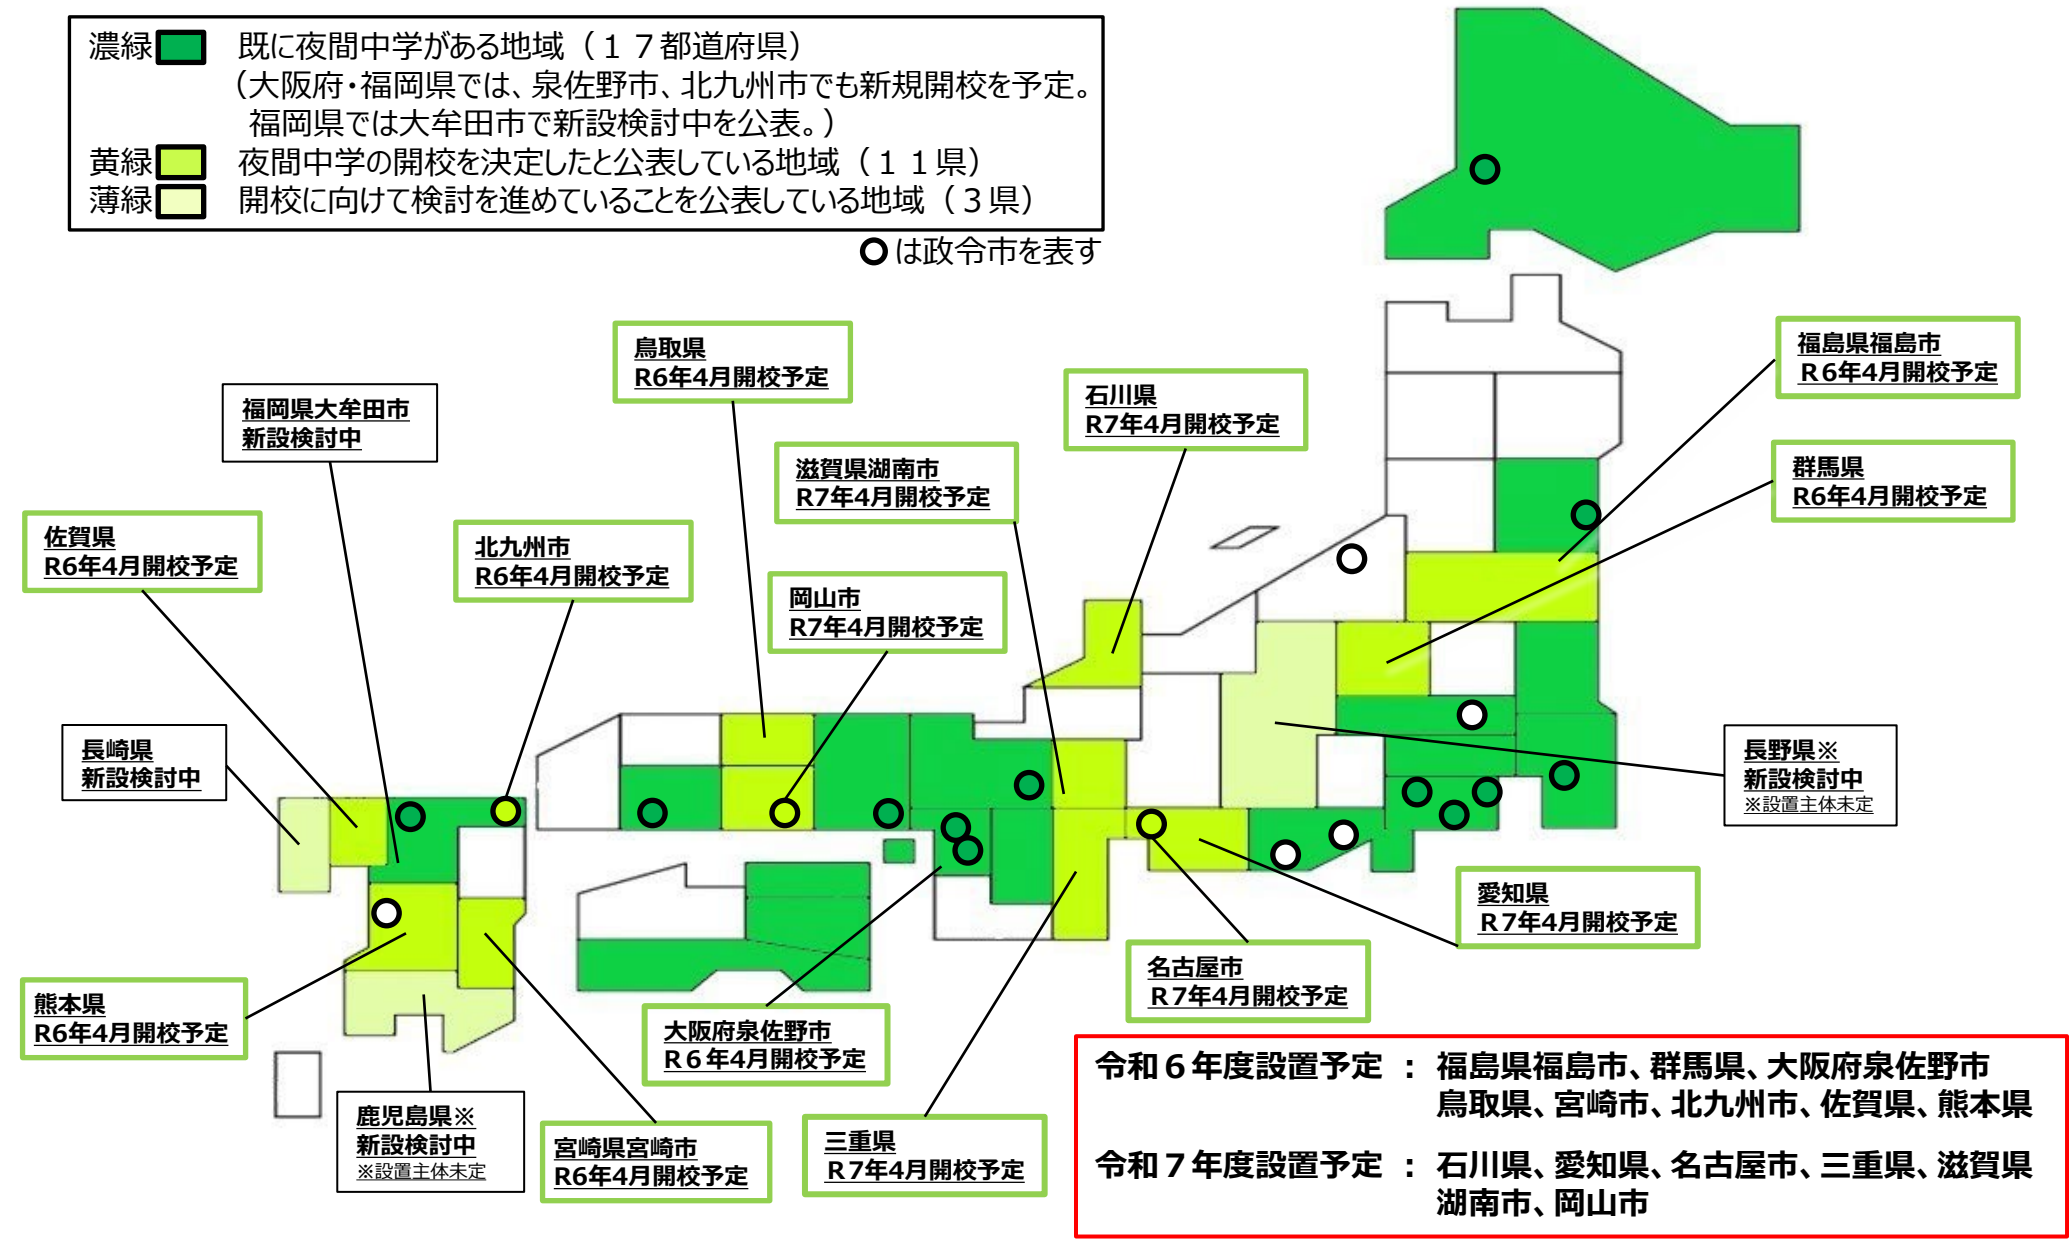 濃緑 既に夜間中学がある地域（１７都道府県）
（大阪府・福岡県では、泉佐野市、北九州市でも新規開校を予定。
福岡県では大牟田市で新設検討中を公表。）
黄緑 夜間中学の開校を決定したと公表している地域（１１県）
薄緑 開校に向けて検討を進めていることを公表している地域（３県）
は政令市を表す
鳥取県
R6年4月開校予定
福島県福島市
Ｒ6年4月開校予定
石川県
R7年4月開校予定
福岡県大牟田市
新設検討中
滋賀県湖南市
R7年4月開校予定
群馬県
R6年4月開校予定
佐賀県
R6年4月開校予定
北九州市
R6年4月開校予定
岡山市
R7年4月開校予定
長崎県
新設検討中
長野県※
新設検討中
※設置主体未定
愛知県
Ｒ7年4月開校予定
名古屋市
Ｒ7年4月開校予定
熊本県
R6年4月開校予定
大阪府泉佐野市
Ｒ６年4月開校予定
鹿児島県※
新設検討中
※設置主体未定
宮崎県宮崎市
R6年4月開校予定
三重県
Ｒ7年4月開校予定
令和６年度設置予定 ： 福島県福島市、群馬県、大阪府泉佐野市
鳥取県、宮崎市、北九州市、佐賀県、熊本県
令和７年度設置予定 ： 石川県、愛知県、名古屋市、三重県、滋賀県
湖南市、岡山市